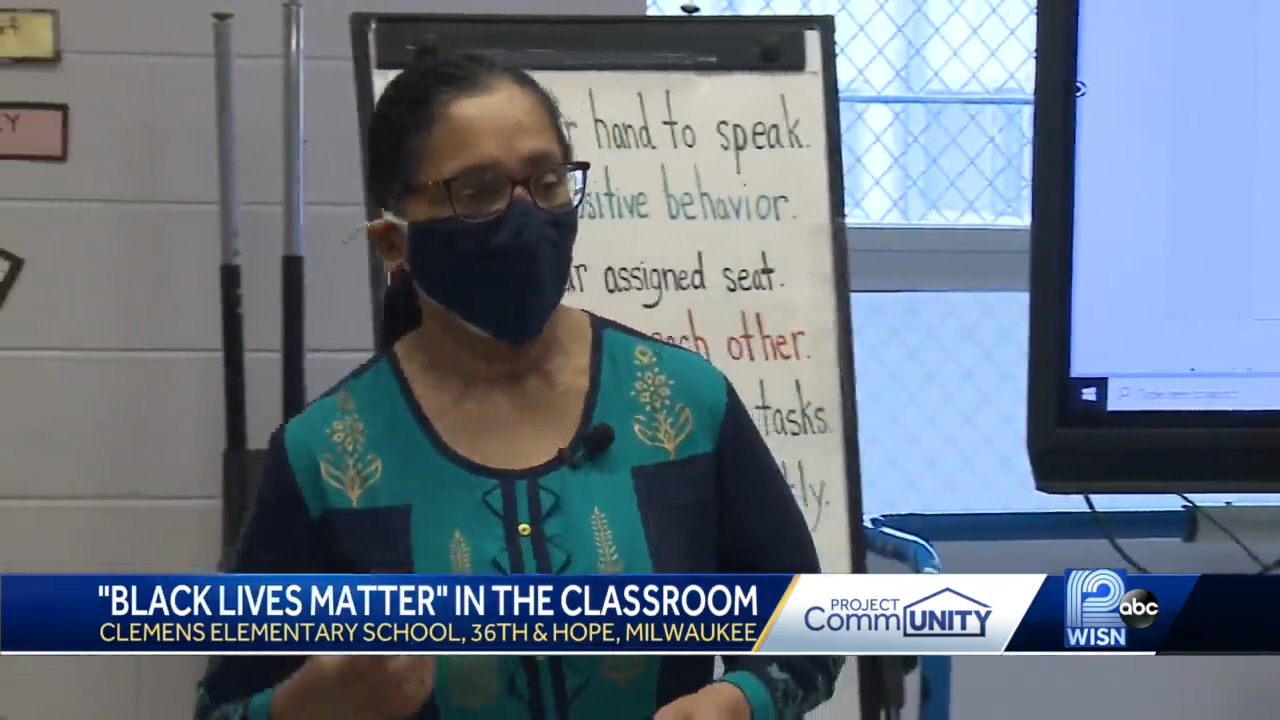 hand to speak.
behavior.
assigned seat.
other.
tasks.
"BLACK LIVES MATTER" IN THE CLASSROOM
CLEMENS ELEMENTARY SCHOOL, 36TH & HOPE, MILWAUKEE
PROJECT
CommUNITY
12
abc
WISN